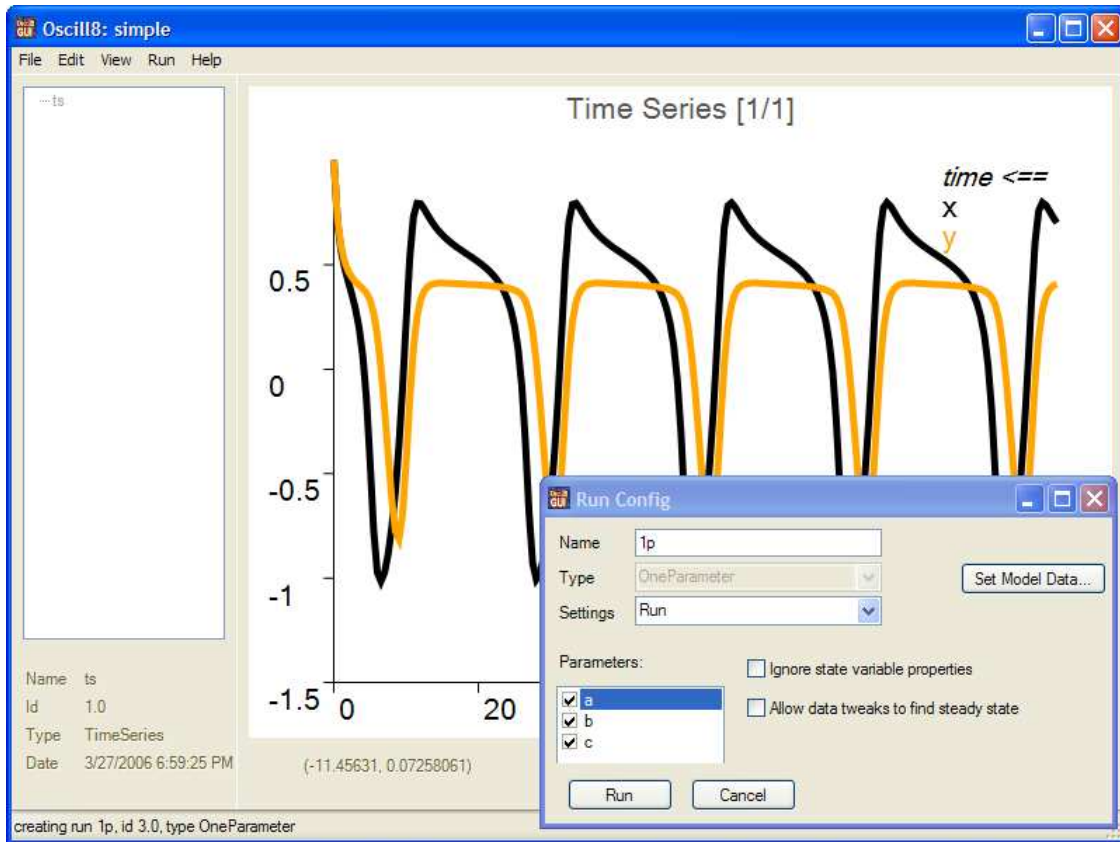 Oscill8: simple
File Edit View Run Help
ts
Time Series [1/1]
time <==
x
y
0.5
0
-0.5
-1
-1.5
0 20
Name ts
Id 1.0
Type TimeSeries
Date 3/27/2006 6:59:25 PM
(-11.45631, 0.07258061)
Run Config
Name 1p
Type OneParameter
Set Model Data...
Settings Run
Parameters:
Ignore state variable properties
a
Allow data tweaks to find steady state
b
c
Run Cancel
creating run 1p, id 3.0, type OneParameter